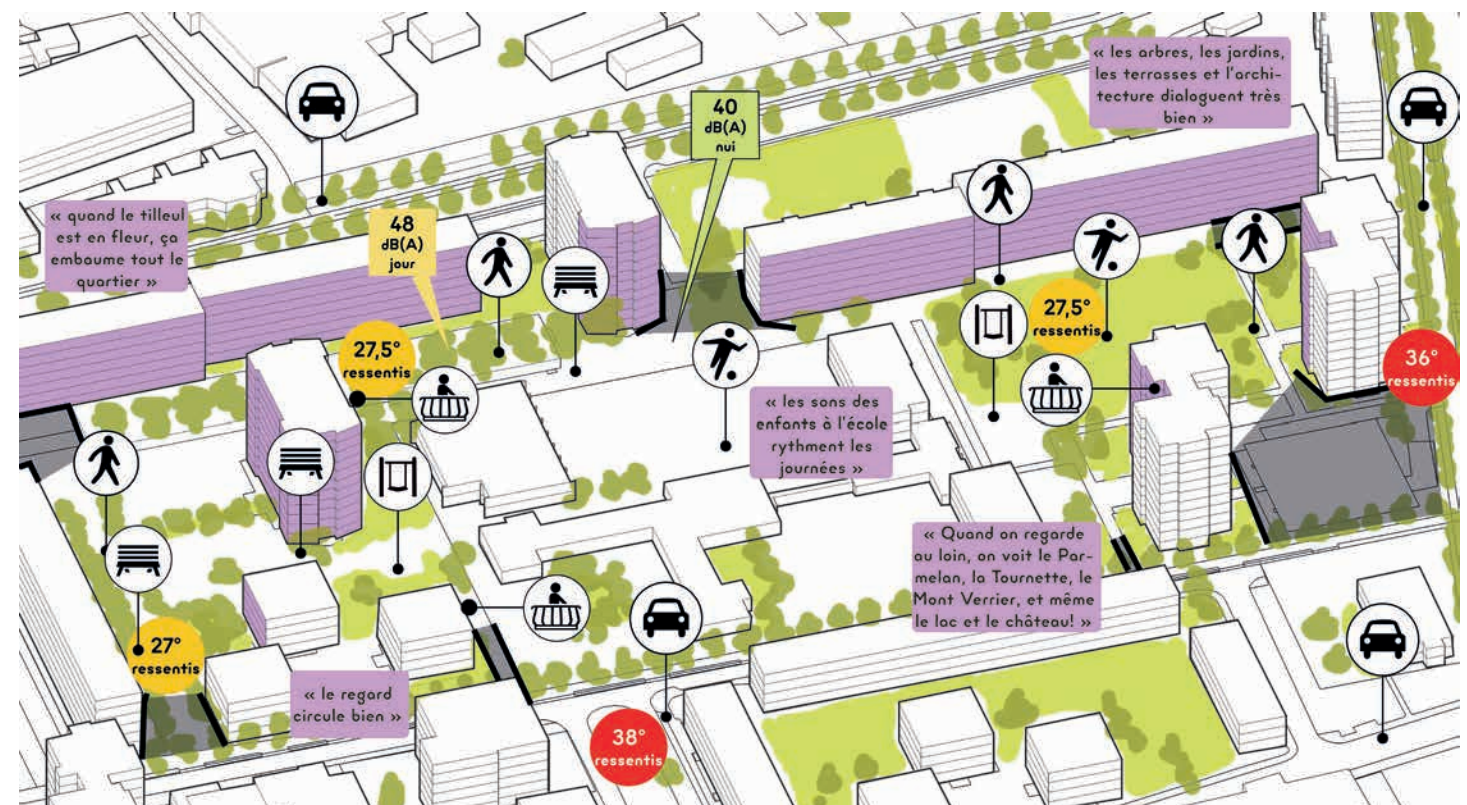 « les arbres, les jardins,
les terrasses et l'archi-
tecture dialoguent très
bien »
40
dB(A)
nui
« quand le tilleul
est en fleur, ça
embaume tout le
quartier »
48
dB(A)
jour
27,5°
ressentis
27,5°
ressentis
36°
ressentis
« les sons des
enfants à l'école
rythment les
journées »
« Quand on regarde
au loin, on voit le Par-
melan, la Tournette, le
Mont Verrier, et même
le lac et le château! »
27°
ressentis
« le regard
circule bien »
38°
ressentis